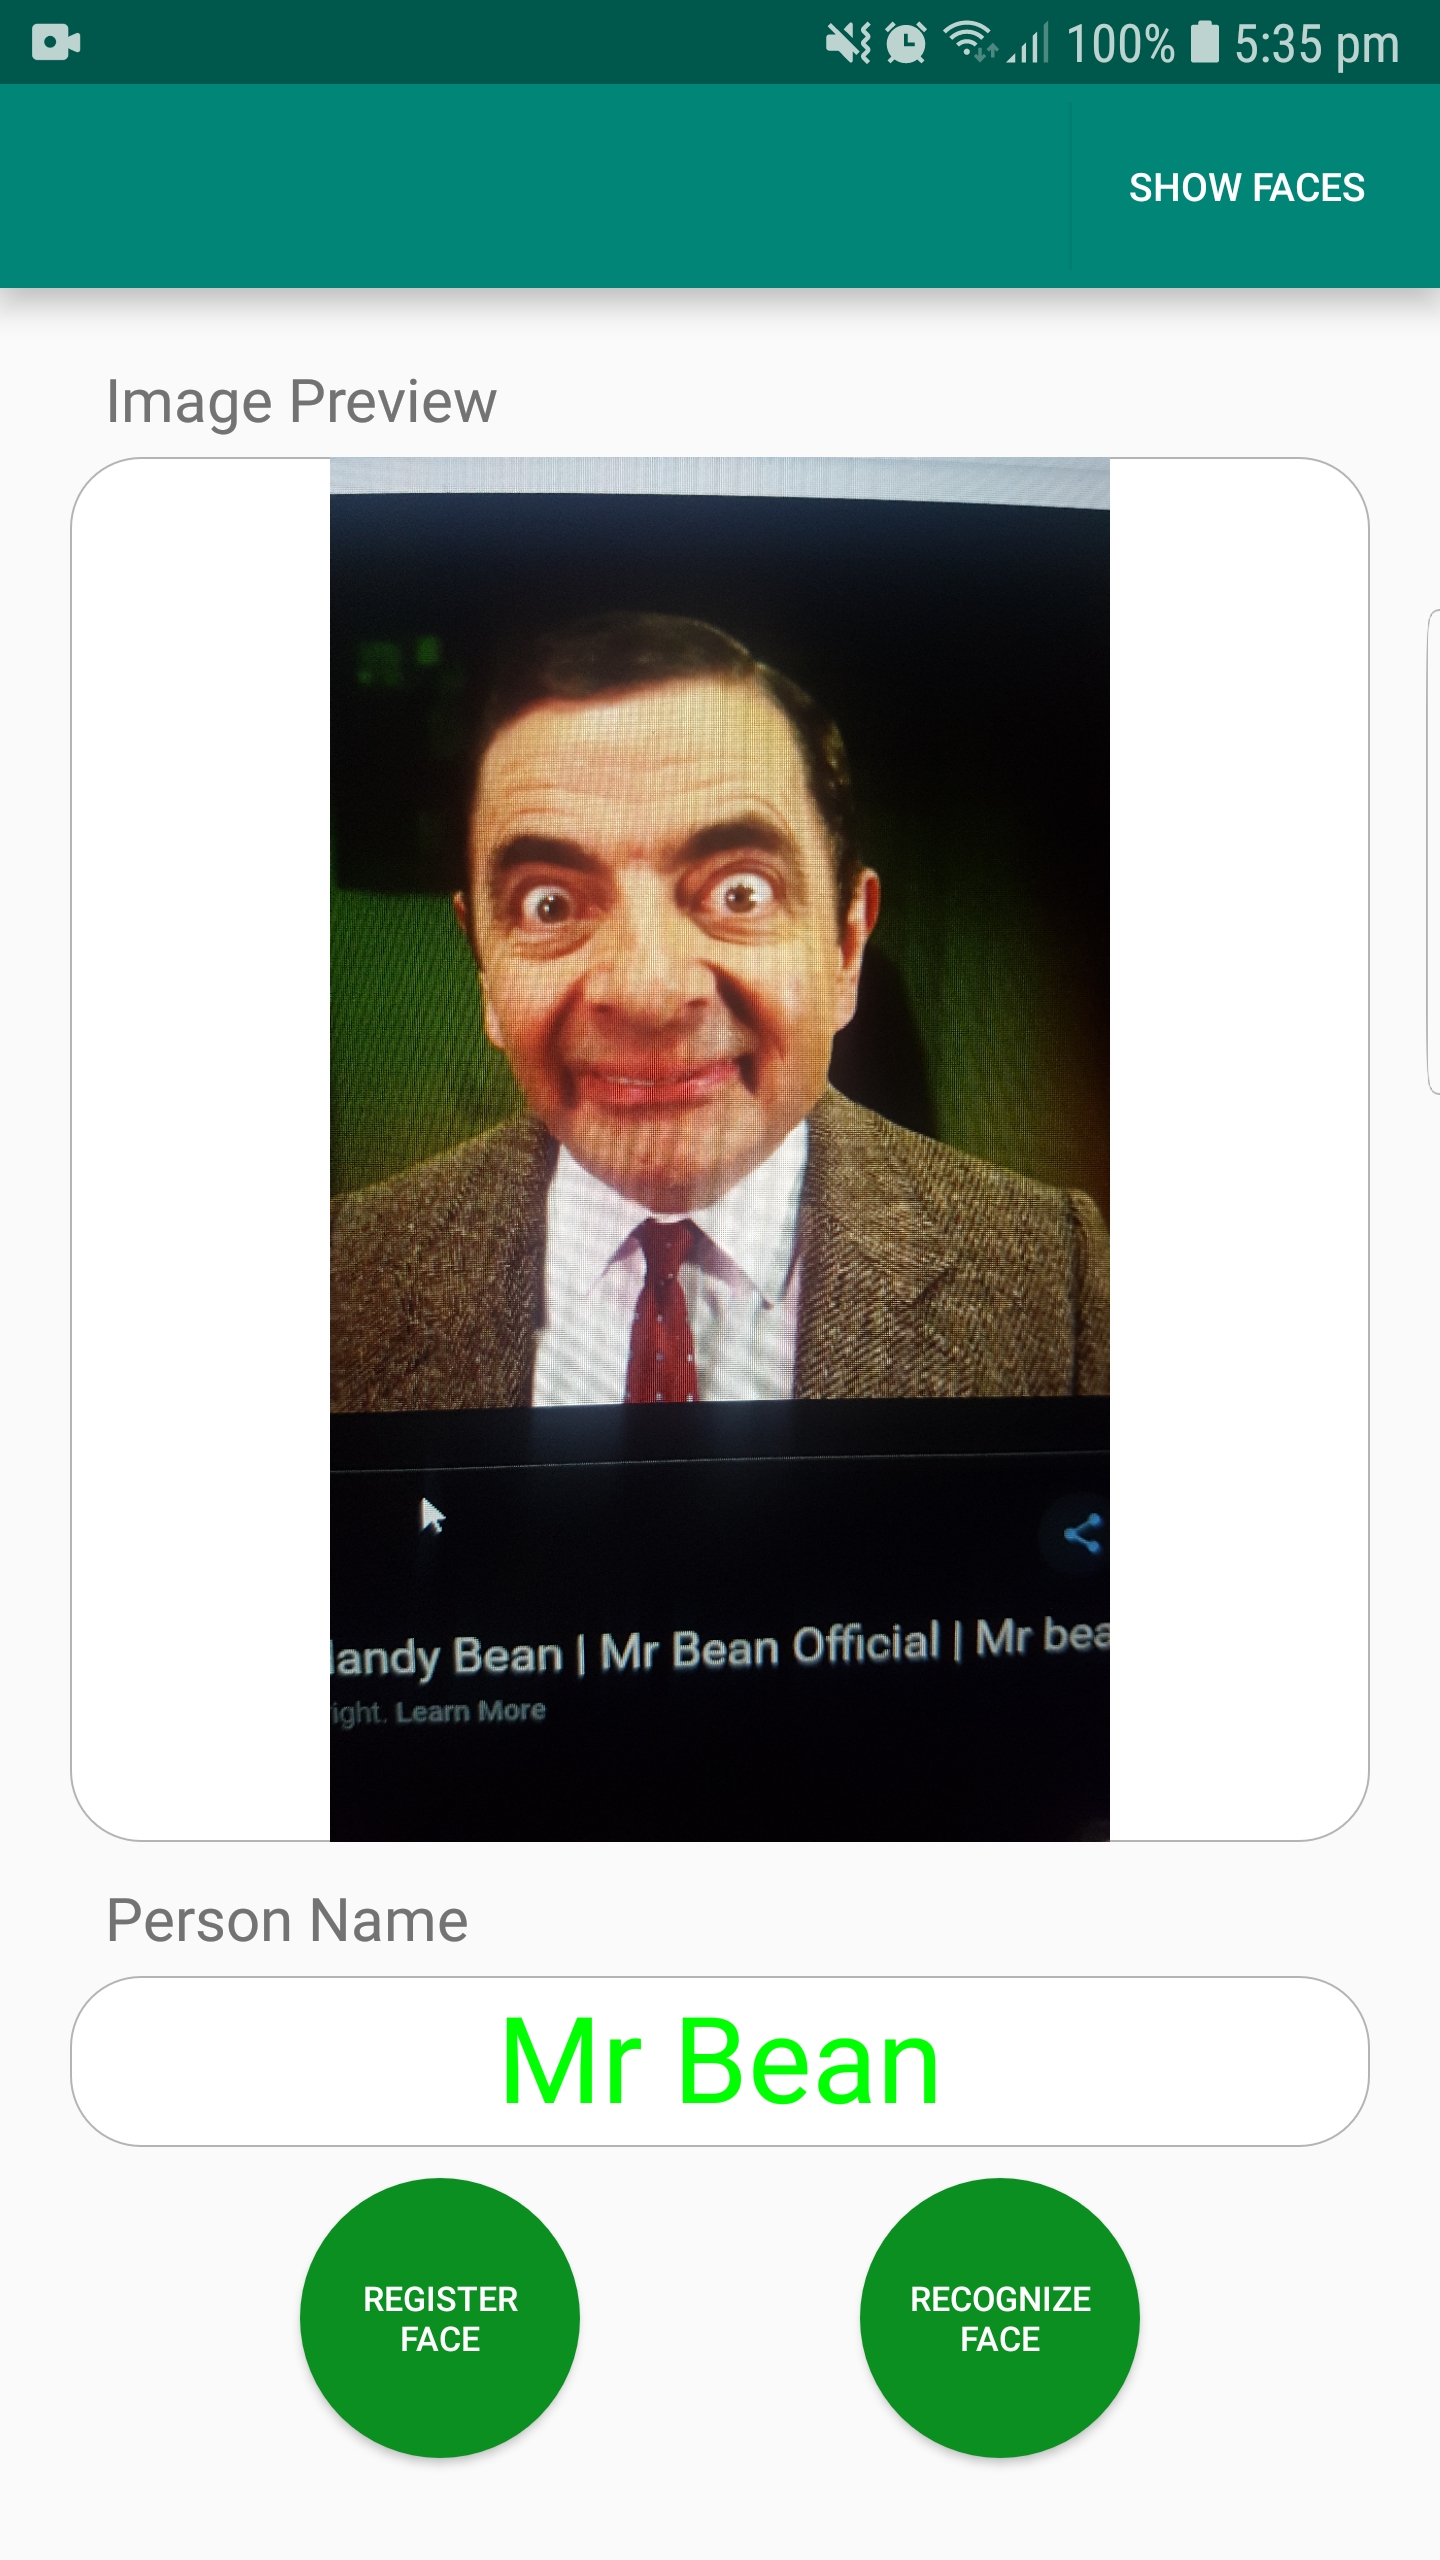 100% 5:35 pm
SHOW FACES
Image Preview
andy Bean | Mr Bean Official | Mr bea
ight. Learn More
Person Name
Mr Bean
REGISTER
FACE
RECOGNIZE
FACE